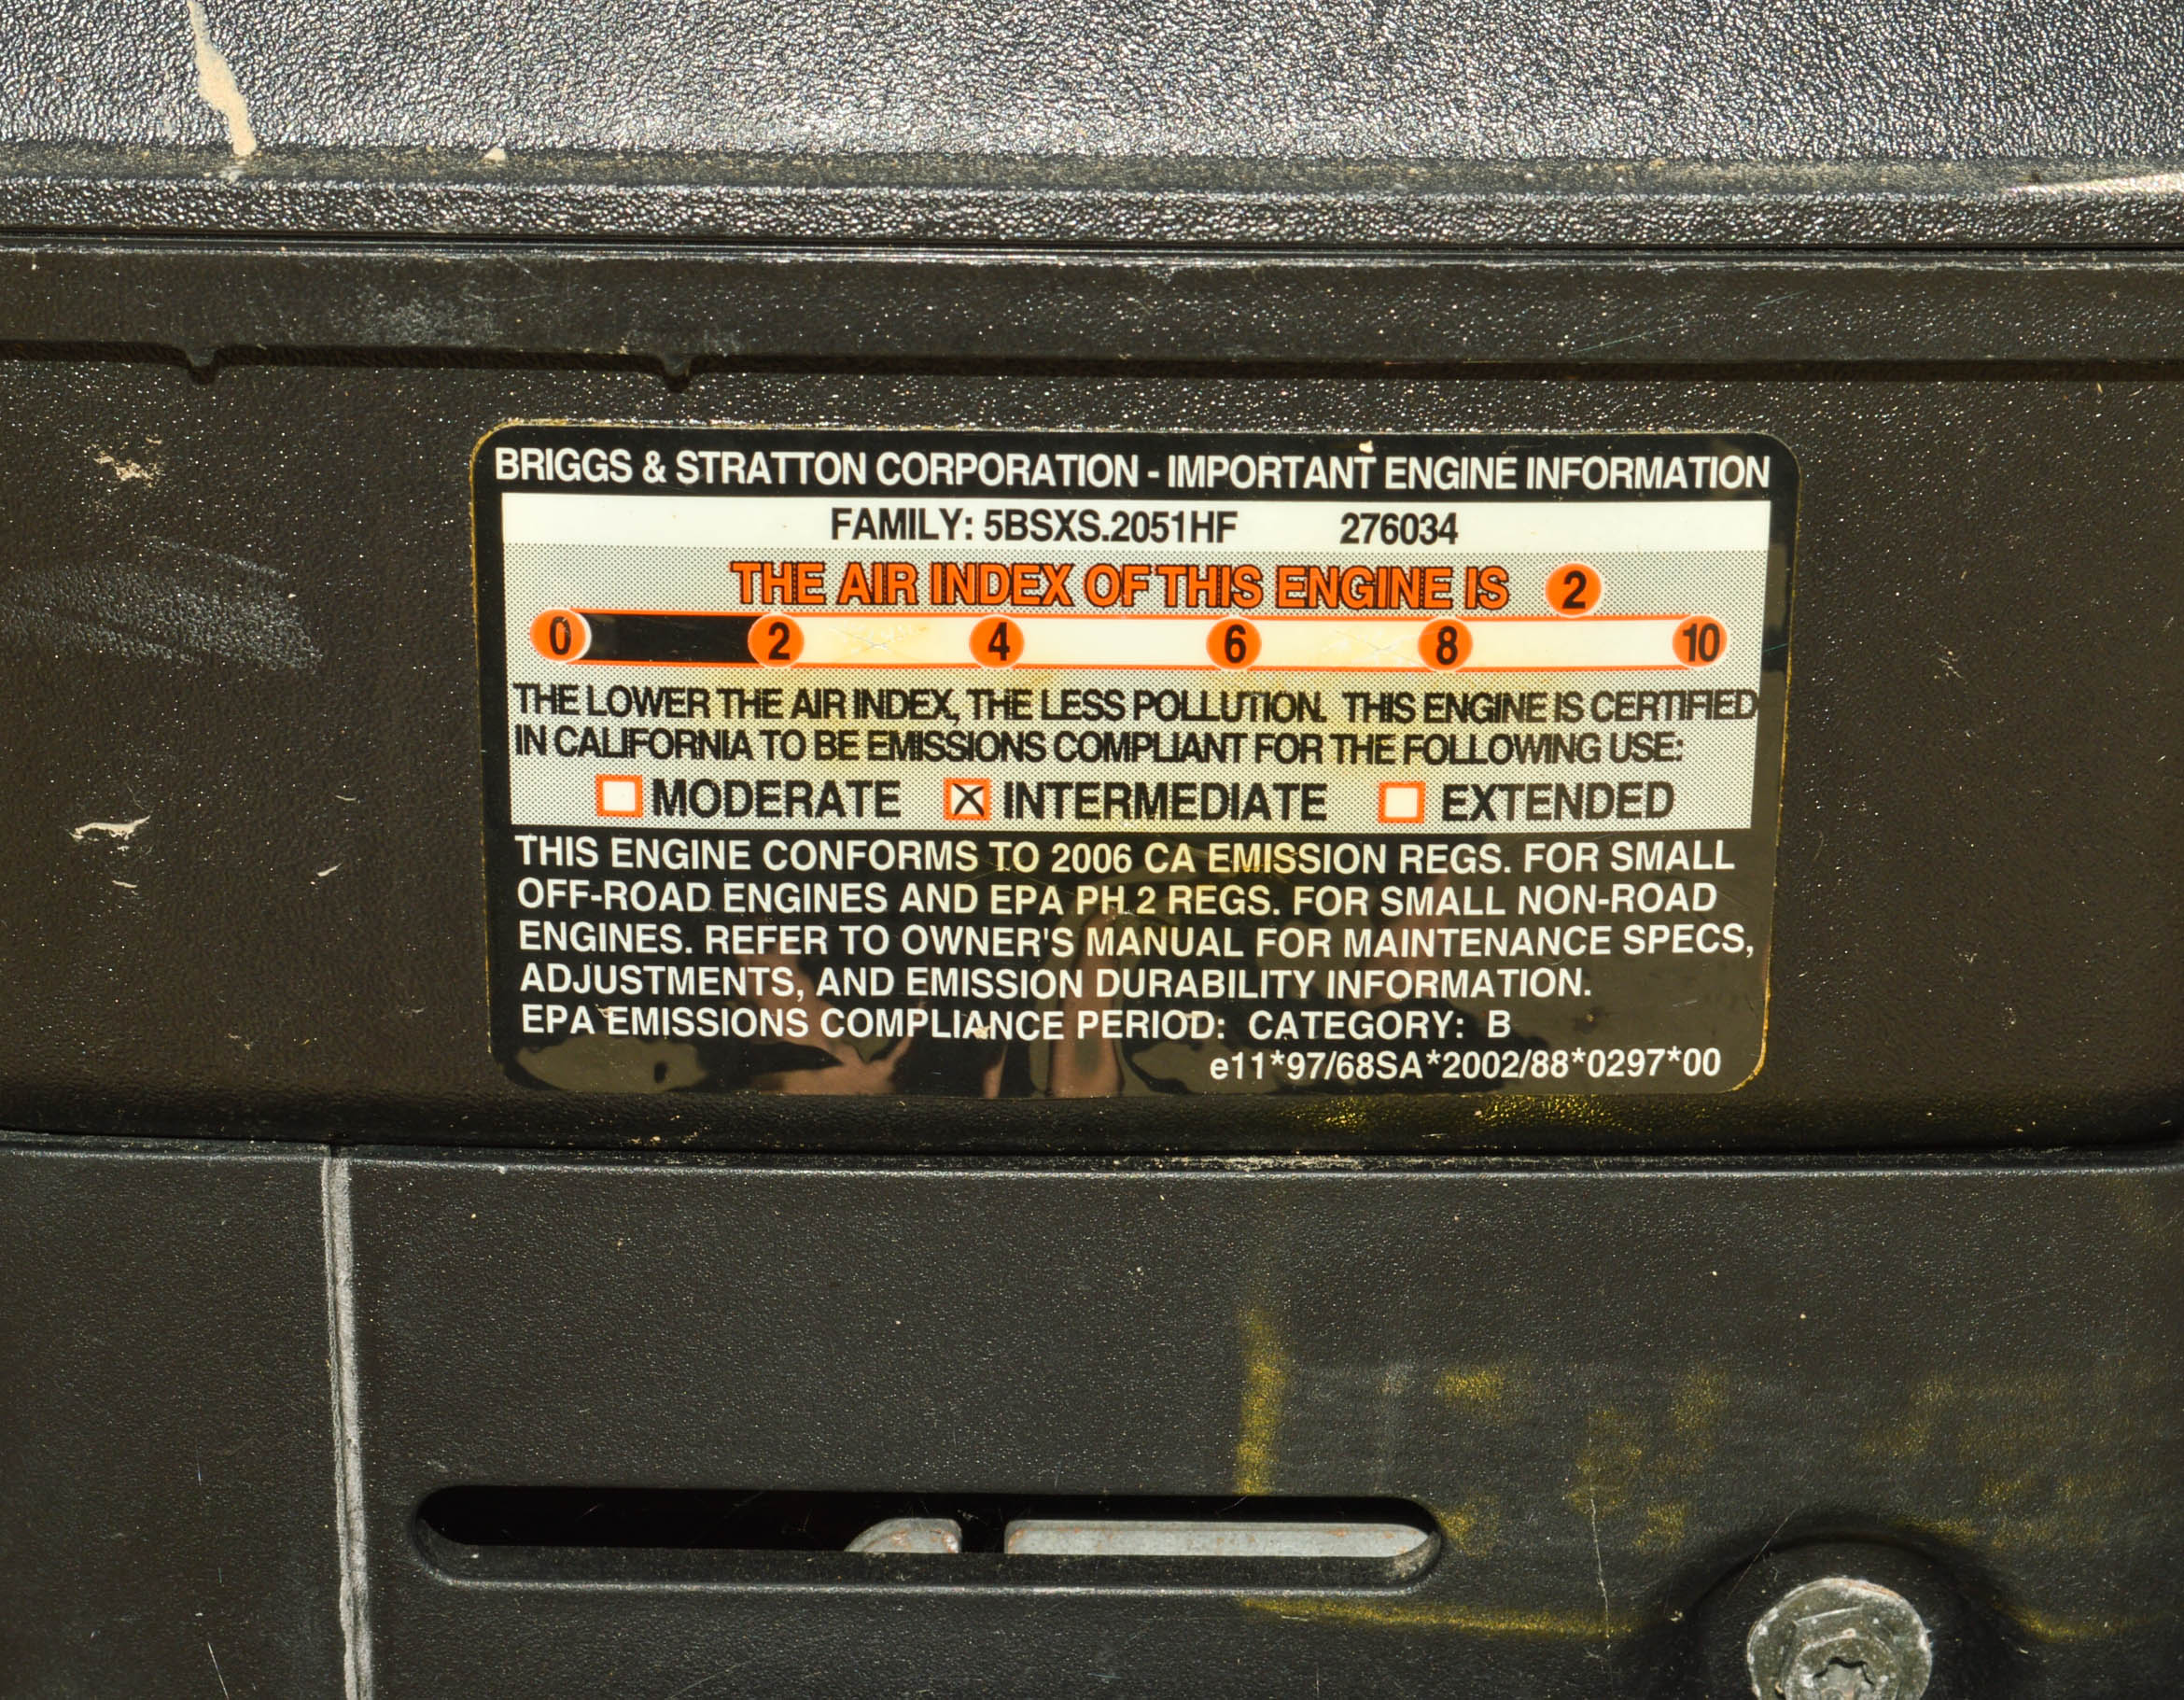 BRIGGS & STRATTON CORPORATION - IMPORTANT ENGINE INFORMATION
FAMILY: 5BSXS.2051HF 276034
THE AIR INDEX OF THIS ENGINE IS 2
0 2 4 6 8 10
THE LOWER THE AIR INDEX, THE LESS POLLUTION. THIS ENGINE IS CERTIFIED
IN CALIFORNIA TO BE EMISSIONS COMPLIANT FOR THE FOLLOWING USE:
MODERATE INTERMEDIATE EXTENDED
THIS ENGINE CONFORMS TO 2006 CA EMISSION REGS. FOR SMALL
OFF-ROAD ENGINES AND EPA PH 2 REGS. FOR SMALL NON-ROAD
ENGINES. REFER TO OWNER'S MANUAL FOR MAINTENANCE SPECS,
ADJUSTMENTS, AND EMISSION DURABILITY INFORMATION.
EPA EMISSIONS COMPLIANCE PERIOD: CATEGORY: B
e11*97/68SA*2002/88*0297*00